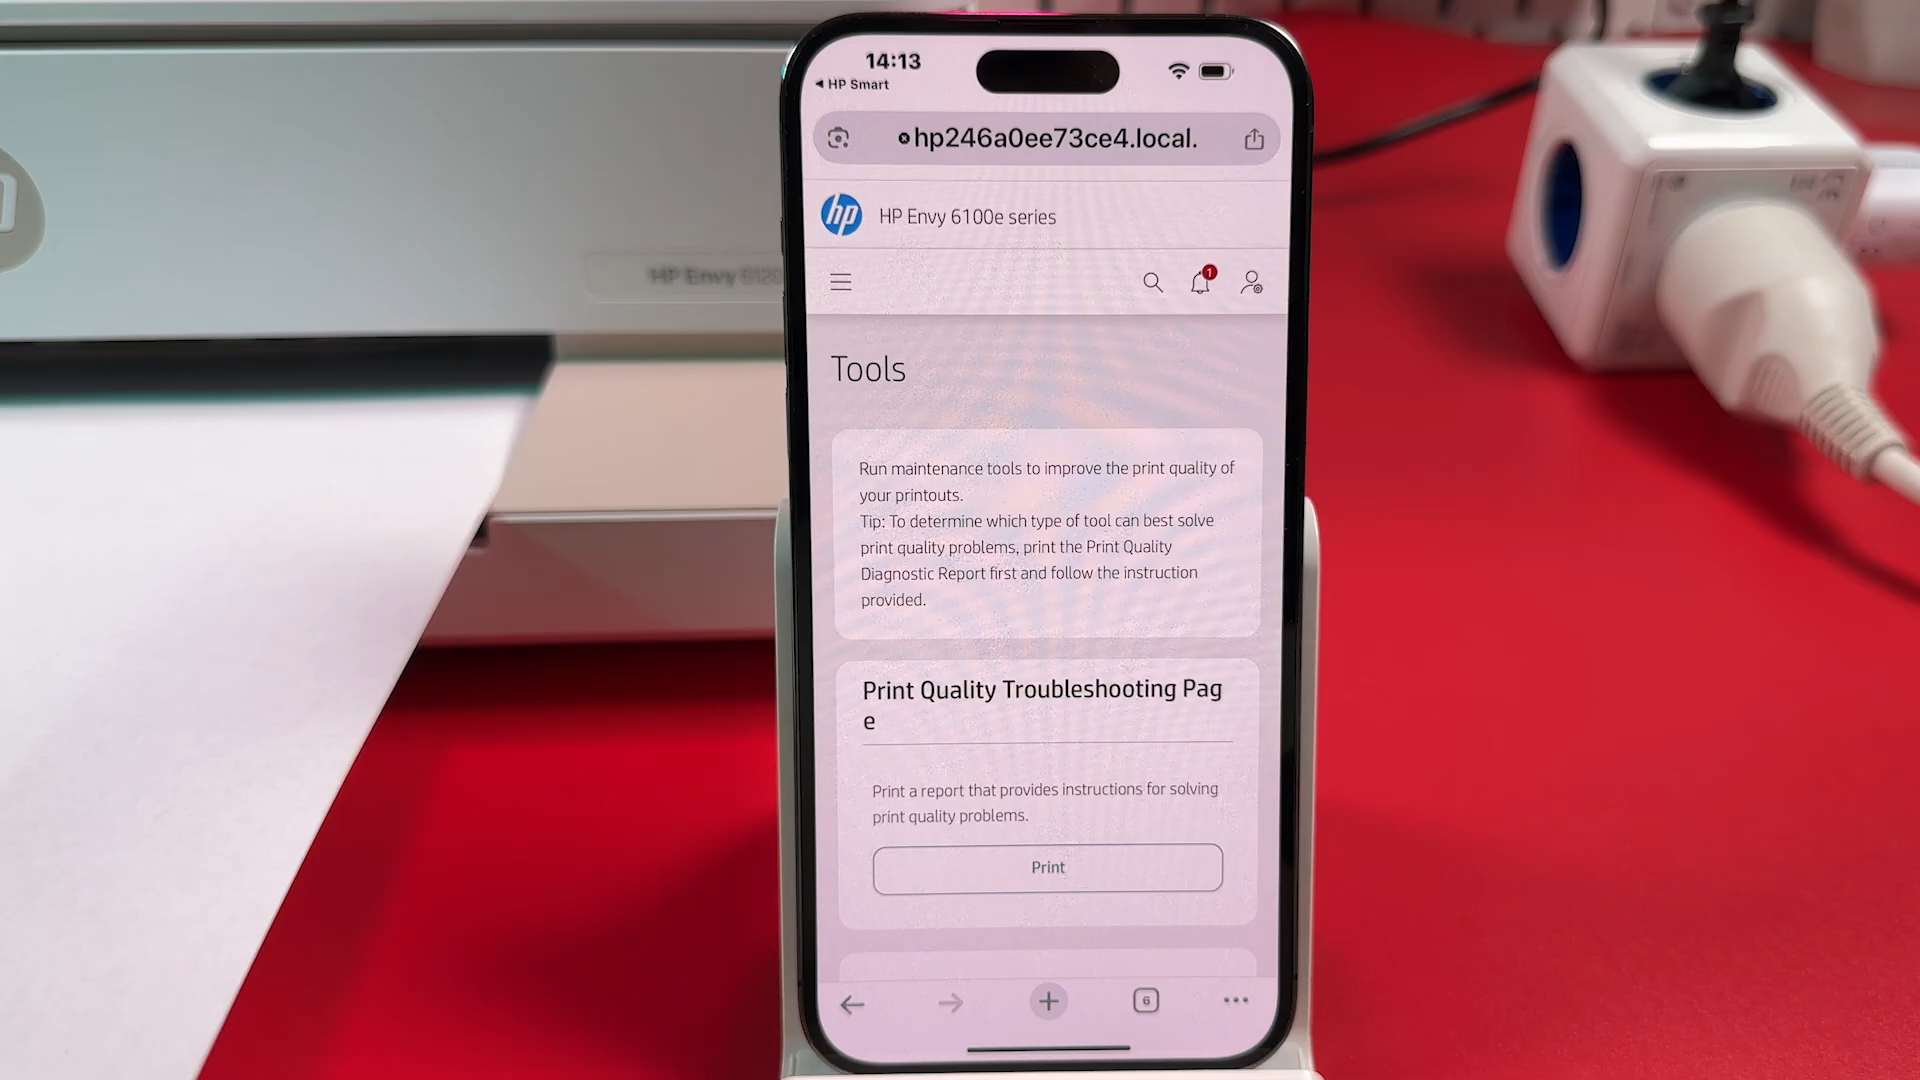 14:13
HP Smart
hp246a0ee73ce4.local.
hp
HP Envy 6100e series
1
HP Envy 6120
Tools
Run maintenance tools to improve the print quality of
your printouts.
Tip: To determine which type of tool can best solve
print quality problems, print the Print Quality
Diagnostic Report first and follow the instruction
provided.
Print Quality Troubleshooting Pag
e
Print a report that provides instructions for solving
print quality problems.
Print
6